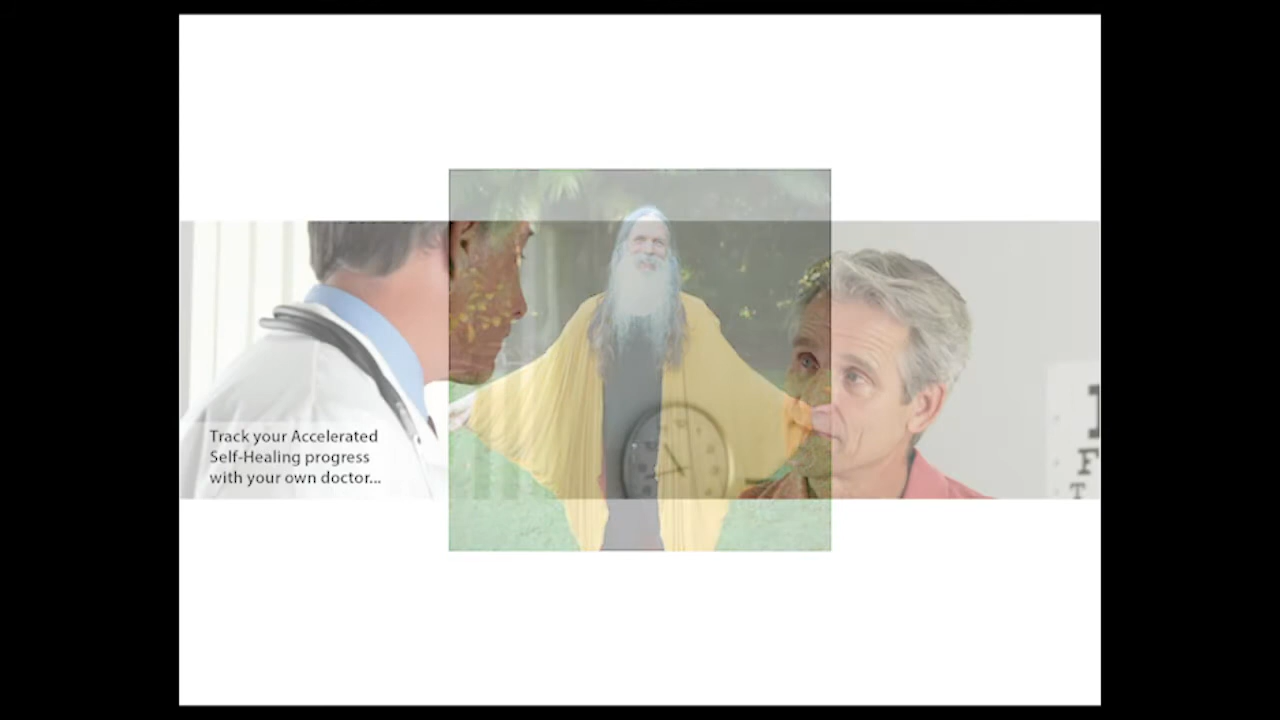 Track your Accelerated
Self-Healing progress
with your own doctor...
F
T